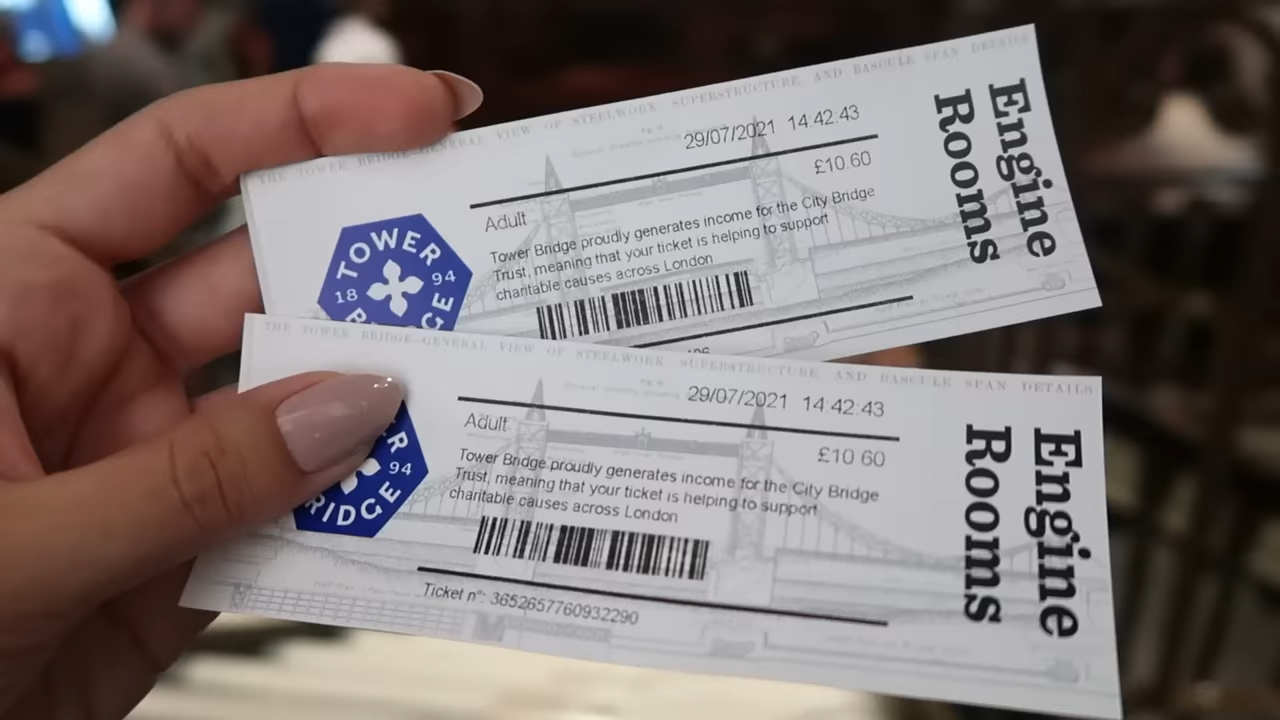 THE TOWER BRIDGE-GENERAL VIEW OF STEELWORK SUPERSTRUCTURE AND BASCULE SPAN DETAILS
29/07/2021 14:42:43
£10.60
Adult
Tower Bridge proudly generates income for the City Bridge
Trust, meaning that your ticket is helping to support
charitable causes across London
TOWER
18 94
Engine
Rooms
THE TOWER BRIDGE-GENERAL VIEW OF STEELWORK SUPERSTRUCTURE AND BASCULE SPAN DETAILS
29/07/2021 14:42:43
£10 60
Adult
Tower Bridge proudly generates income for the City Bridge
Trust, meaning that your ticket is helping to support
charitable causes across London
94
RIDGE
Ticket n°: 3652657760932290
Engine
Rooms